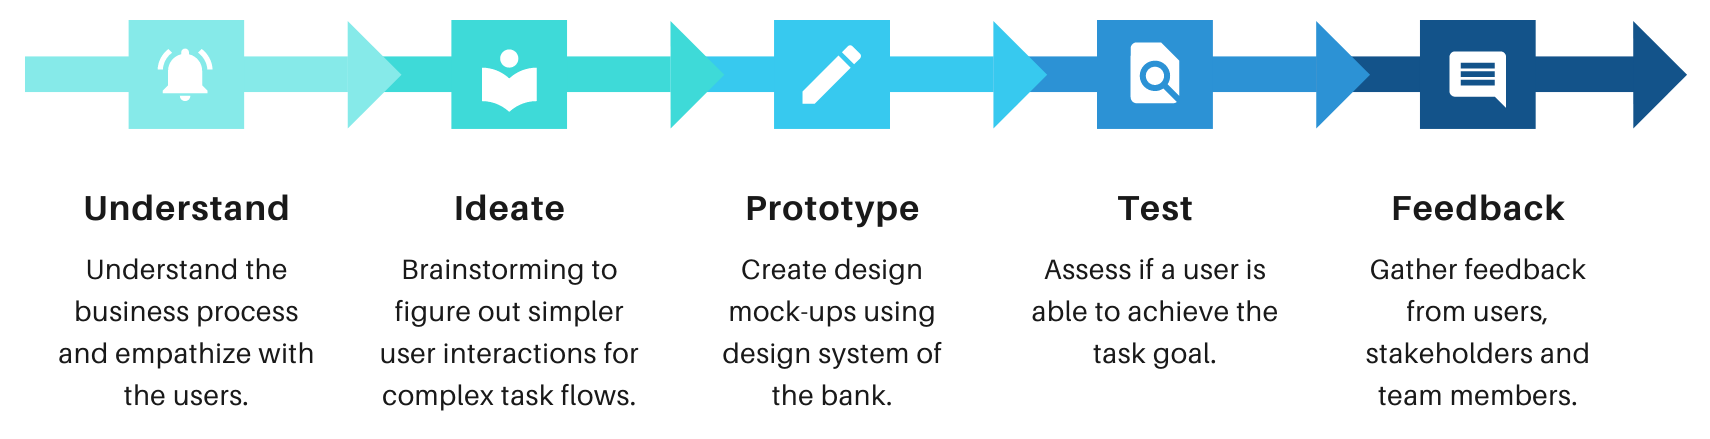 Understand
Understand the
business process
and empathize with
the users.
Ideate
Brainstorming to
figure out simpler
user interactions for
complex task flows.
Prototype
Create design
mock-ups using
design system of
the bank.
Test
Assess if a user is
able to achieve the
task goal.
Feedback
Gather feedback
from users,
stakeholders and
team members.